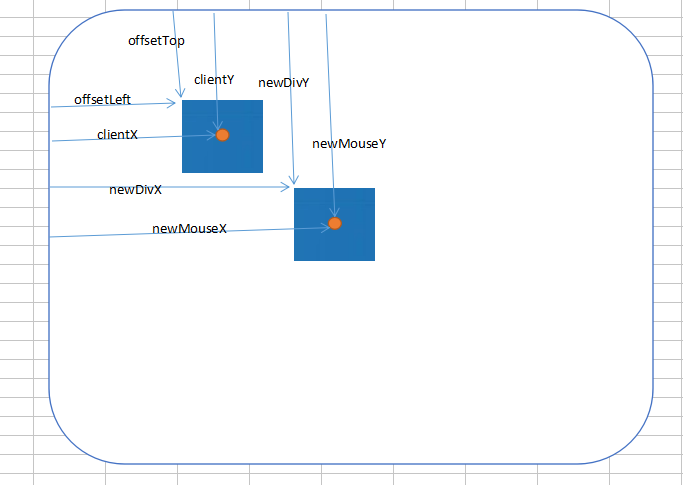 offsetTop
clientY
newDivY
offsetLeft
clientX
newMouseY
newDivX
newMouseX